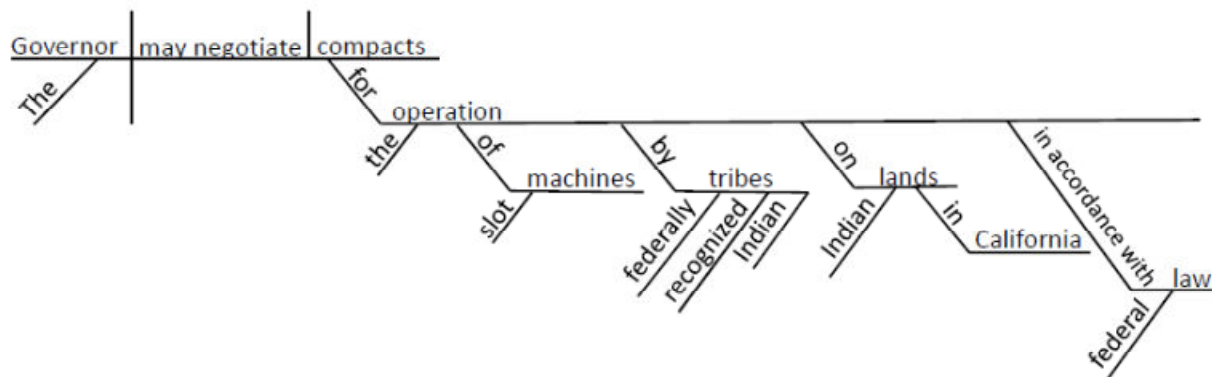 Governor may negotiate compacts
The for
operation
the of by on in accordance with
machines tribes lands
slot federally recognized Indian Indian in
California
law
federal